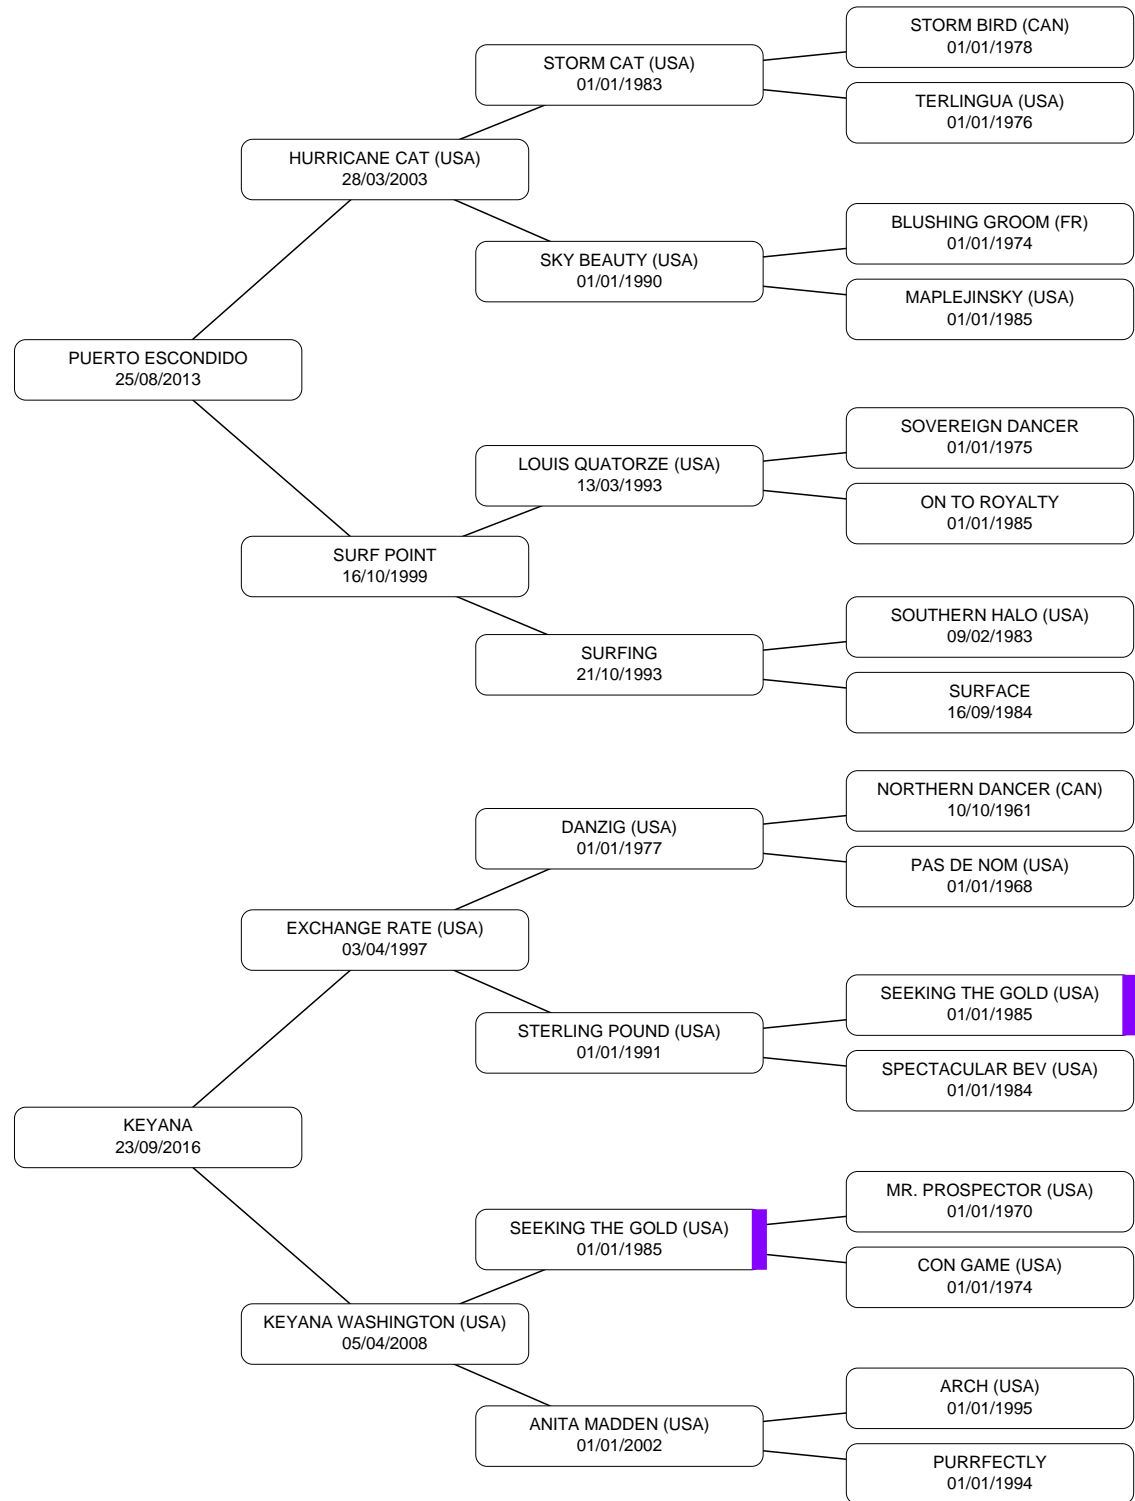 STORM BIRD (CAN)
01/01/1978
STORM CAT (USA)
01/01/1983
TERLINGUA (USA)
01/01/1976
HURRICANE CAT (USA)
28/03/2003
BLUSHING GROOM (FR)
01/01/1974
SKY BEAUTY (USA)
01/01/1990
MAPLEJINSKY (USA)
01/01/1985
PUERTO ESCONDIDO
25/08/2013
SOVEREIGN DANCER
01/01/1975
LOUIS QUATORZE (USA)
13/03/1993
ON TO ROYALTY
01/01/1985
SURF POINT
16/10/1999
SOUTHERN HALO (USA)
09/02/1983
SURFING
21/10/1993
SURFACE
16/09/1984
NORTHERN DANCER (CAN)
10/10/1961
DANZIG (USA)
01/01/1977
PAS DE NOM (USA)
01/01/1968
EXCHANGE RATE (USA)
03/04/1997
SEEKING THE GOLD (USA)
01/01/1985
STERLING POUND (USA)
01/01/1991
SPECTACULAR BEV (USA)
01/01/1984
KEYANA
23/09/2016
MR. PROSPECTOR (USA)
01/01/1970
SEEKING THE GOLD (USA)
01/01/1985
CON GAME (USA)
01/01/1974
KEYANA WASHINGTON (USA)
05/04/2008
ARCH (USA)
01/01/1995
ANITA MADDEN (USA)
01/01/2002
PURRFECTLY
01/01/1994